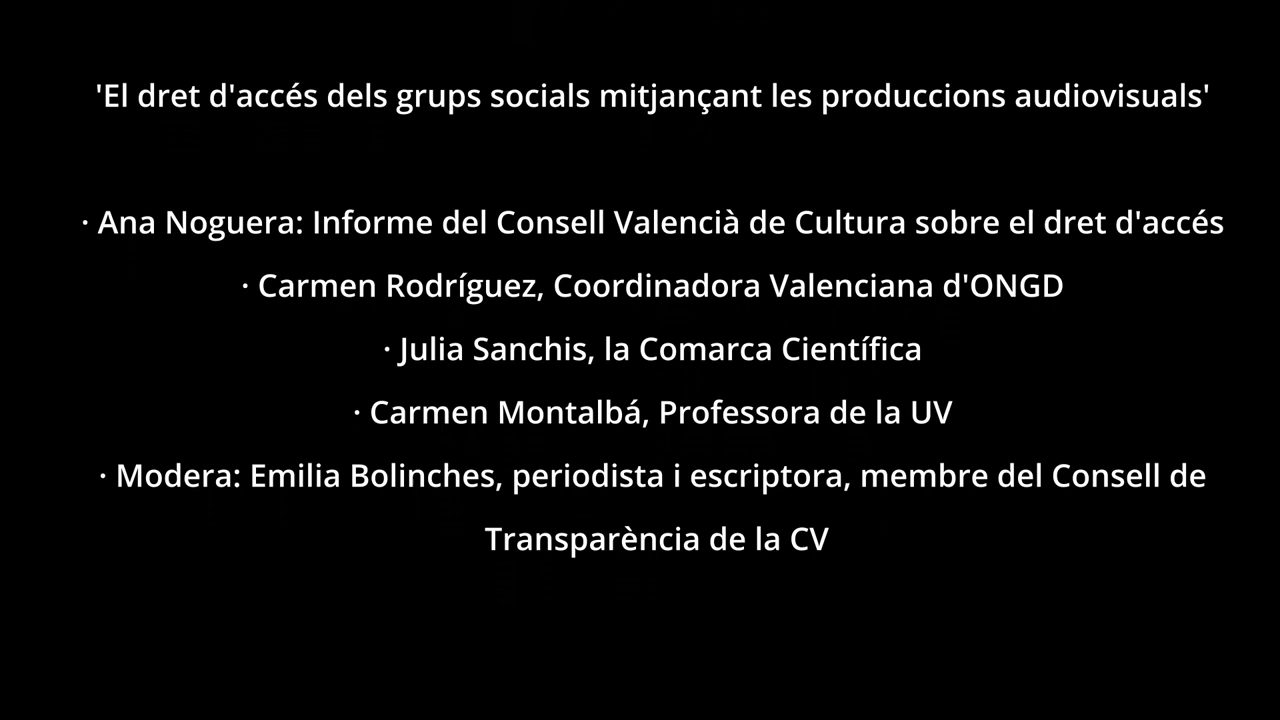 'El dret d'accés dels grups socials mitjançant les produccions audiovisuals'
· Ana Noguera: Informe del Consell Valencià de Cultura sobre el dret d'accés
· Carmen Rodríguez, Coordinadora Valenciana d'ONGD
· Julia Sanchis, la Comarca Científica
· Carmen Montalbá, Professora de la UV
· Modera: Emilia Bolinches, periodista i escriptora, membre del Consell de
Transparència de la CV